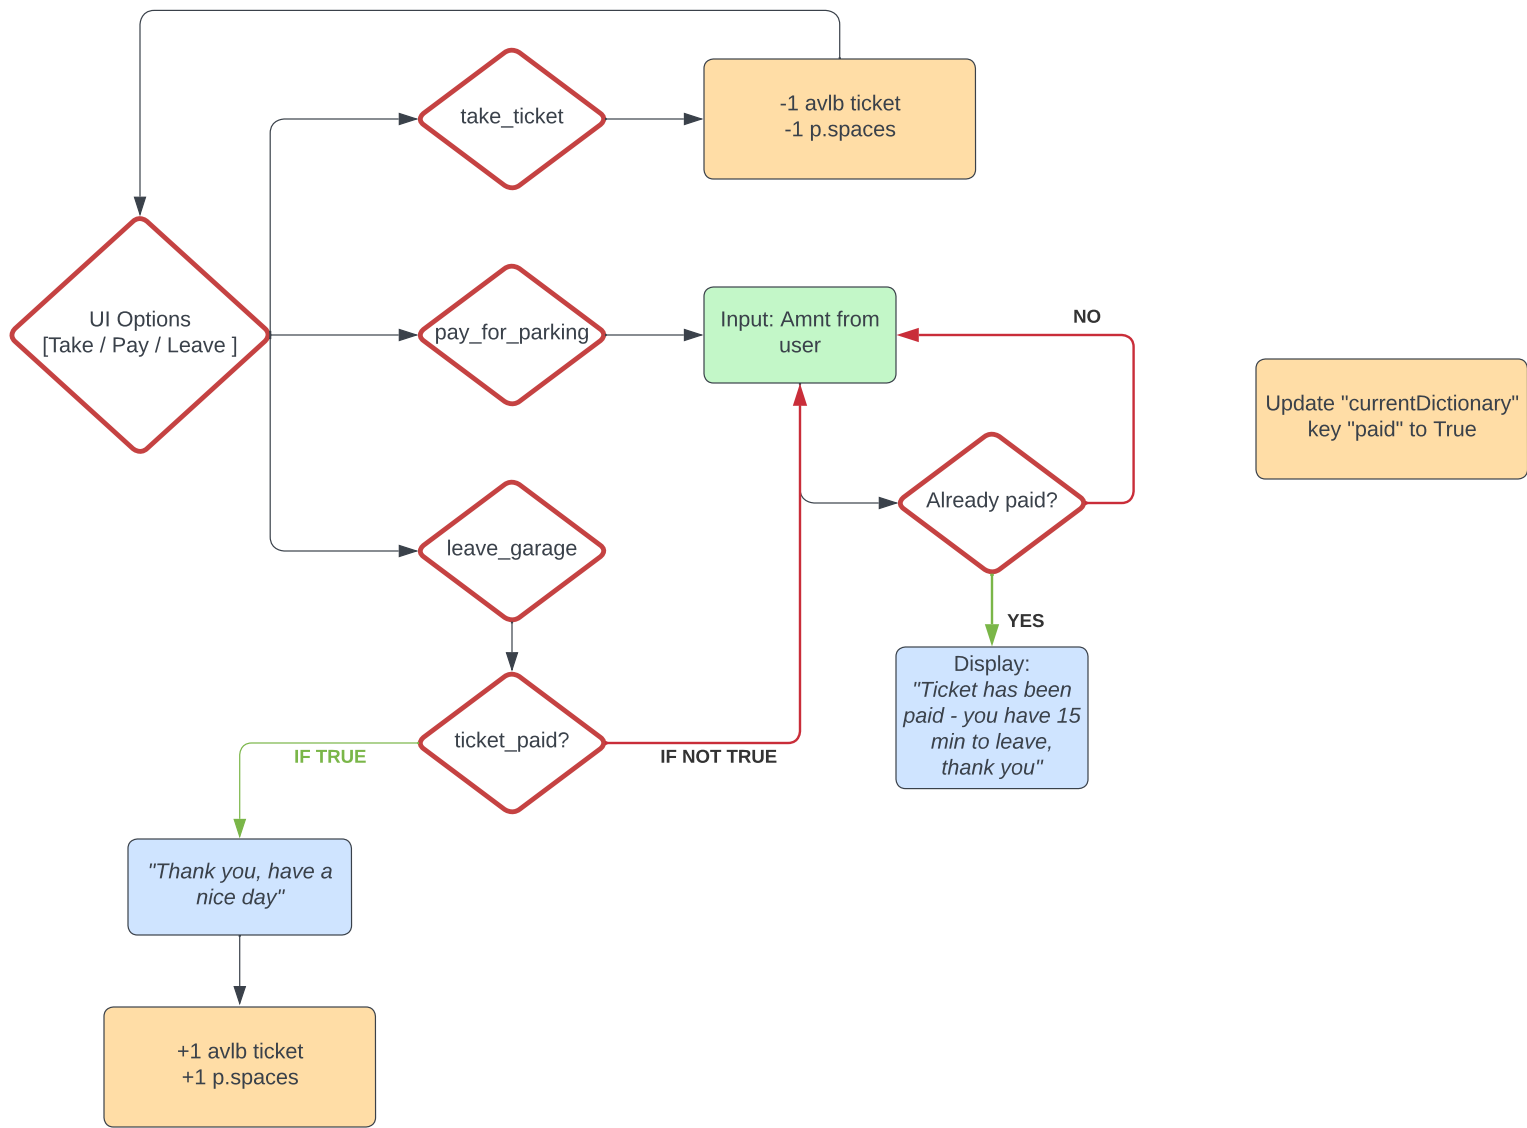 take_ticket
-1 avlb ticket
-1 p.spaces
UI Options
[Take / Pay / Leave ]
pay_for_parking
Input: Amnt from
user
NO
Update "currentDictionary"
key "paid" to True
leave_garage
Already paid?
YES
Display:
"Ticket has been
paid - you have 15
min to leave,
thank you"
ticket_paid?
IF TRUE
IF NOT TRUE
"Thank you, have a
nice day"
+1 avlb ticket
+1 p.spaces